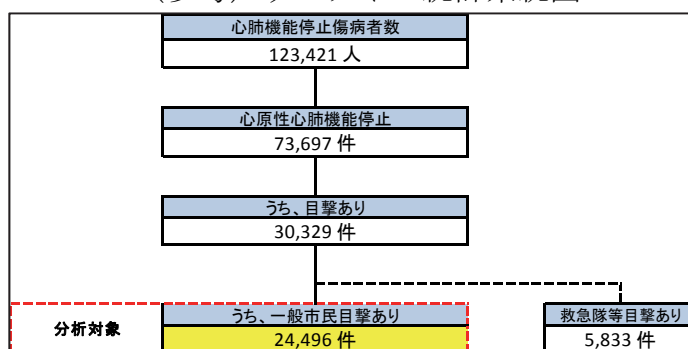 心肺機能停止傷病者数
123,421 人
心原性心肺機能停止
73,697 件
うち、目撃あり
30,329 件
うち、一般市民目撃あり
救急隊等目撃あり
分析対象
24,496 件
5,833 件